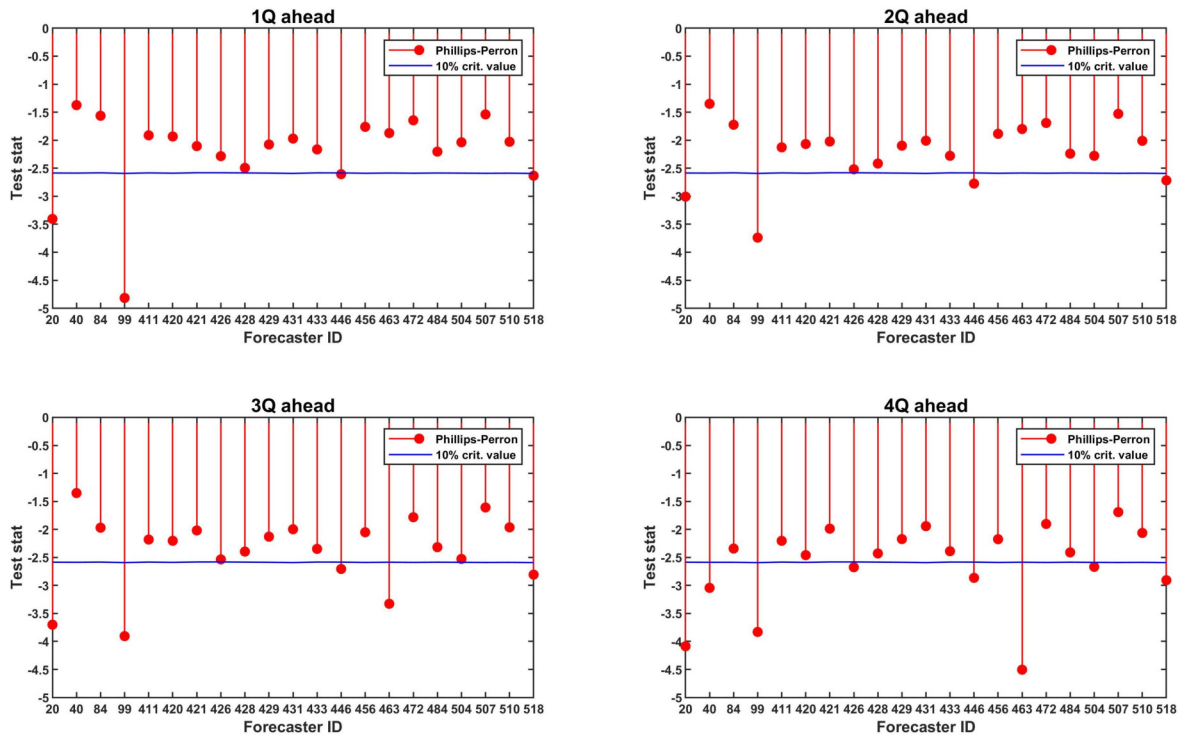 1Q ahead
0
-0.5
-1
-1.5
-2
-2.5
-3
-3.5
-4
-4.5
-5
Test stat
Phillips-Perron
10% crit. value
20 40 84 99 411 420 421 426 428 429 431 433 446 456 463 472 484 504 507 510 518
Forecaster ID
2Q ahead
0
-0.5
-1
-1.5
-2
-2.5
-3
-3.5
-4
-4.5
-5
Test stat
Phillips-Perron
10% crit. value
20 40 84 99 411 420 421 426 428 429 431 433 446 456 463 472 484 504 507 510 518
Forecaster ID
3Q ahead
0
-0.5
-1
-1.5
-2
-2.5
-3
-3.5
-4
-4.5
-5
Test stat
Phillips-Perron
10% crit. value
20 40 84 99 411 420 421 426 428 429 431 433 446 456 463 472 484 504 507 510 518
Forecaster ID
4Q ahead
0
-0.5
-1
-1.5
-2
-2.5
-3
-3.5
-4
-4.5
-5
Test stat
Phillips-Perron
10% crit. value
20 40 84 99 411 420 421 426 428 429 431 433 446 456 463 472 484 504 507 510 518
Forecaster ID